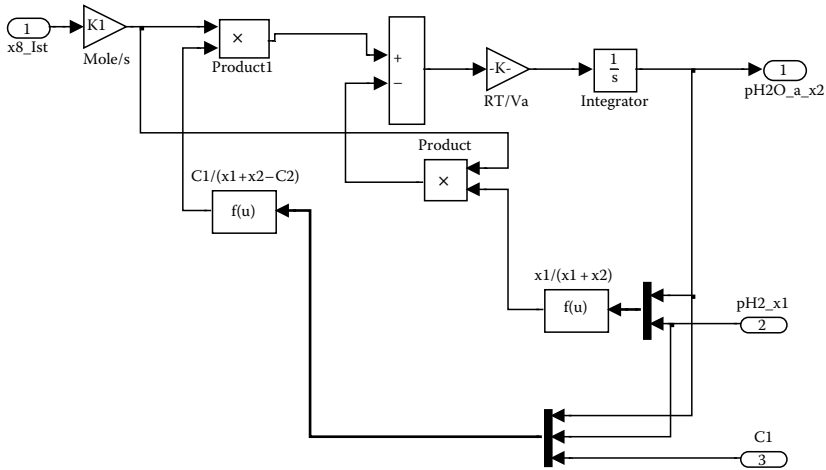 1
x8_Ist
K1
Mole/s
×
Product1
+
−
-K-
RT/Va
1
s
Integrator
1
pH2O_a_x2
Product
×
C1/(x1+x2−C2)
f(u)
x1/(x1 + x2)
f(u)
pH2_x1
2
C1
3